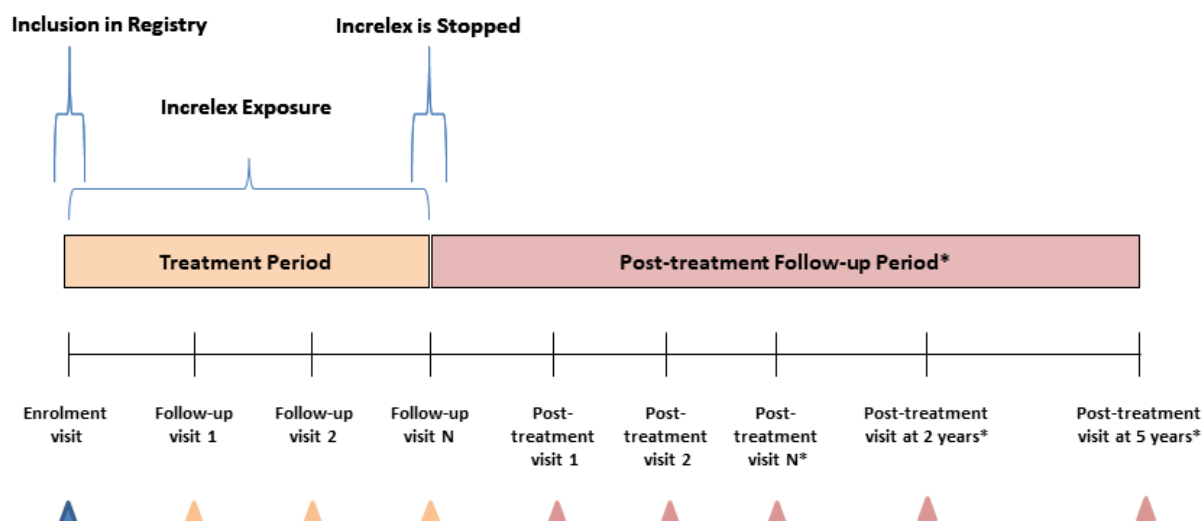 Inclusion in Registry
Increlex is Stopped
Increlex Exposure
Treatment Period
Post-treatment Follow-up Period*
Enrolment
visit
Follow-up
visit 1
Follow-up
visit 2
Follow-up
visit N
Post-
treatment
visit 1
Post-
treatment
visit 2
Post-
treatment
visit N*
Post-treatment
visit at 2 years*
Post-treatment
visit at 5 years*